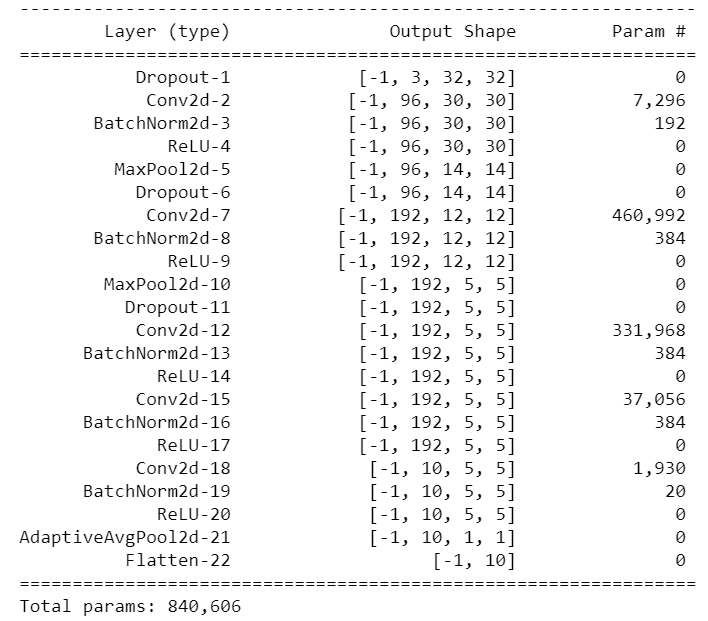 ----------------------------------------------------------------
Layer (type) Output Shape Param #
================================================================
Dropout-1 [-1, 3, 32, 32] 0
Conv2d-2 [-1, 96, 30, 30] 7,296
BatchNorm2d-3 [-1, 96, 30, 30] 192
ReLU-4 [-1, 96, 30, 30] 0
MaxPool2d-5 [-1, 96, 14, 14] 0
Dropout-6 [-1, 96, 14, 14] 0
Conv2d-7 [-1, 192, 12, 12] 460,992
BatchNorm2d-8 [-1, 192, 12, 12] 384
ReLU-9 [-1, 192, 12, 12] 0
MaxPool2d-10 [-1, 192, 5, 5] 0
Dropout-11 [-1, 192, 5, 5] 0
Conv2d-12 [-1, 192, 5, 5] 331,968
BatchNorm2d-13 [-1, 192, 5, 5] 384
ReLU-14 [-1, 192, 5, 5] 0
Conv2d-15 [-1, 192, 5, 5] 37,056
BatchNorm2d-16 [-1, 192, 5, 5] 384
ReLU-17 [-1, 192, 5, 5] 0
Conv2d-18 [-1, 10, 5, 5] 1,930
BatchNorm2d-19 [-1, 10, 5, 5] 20
ReLU-20 [-1, 10, 5, 5] 0
AdaptiveAvgPool2d-21 [-1, 10, 1, 1] 0
Flatten-22 [-1, 10] 0
================================================================
Total params: 840,606